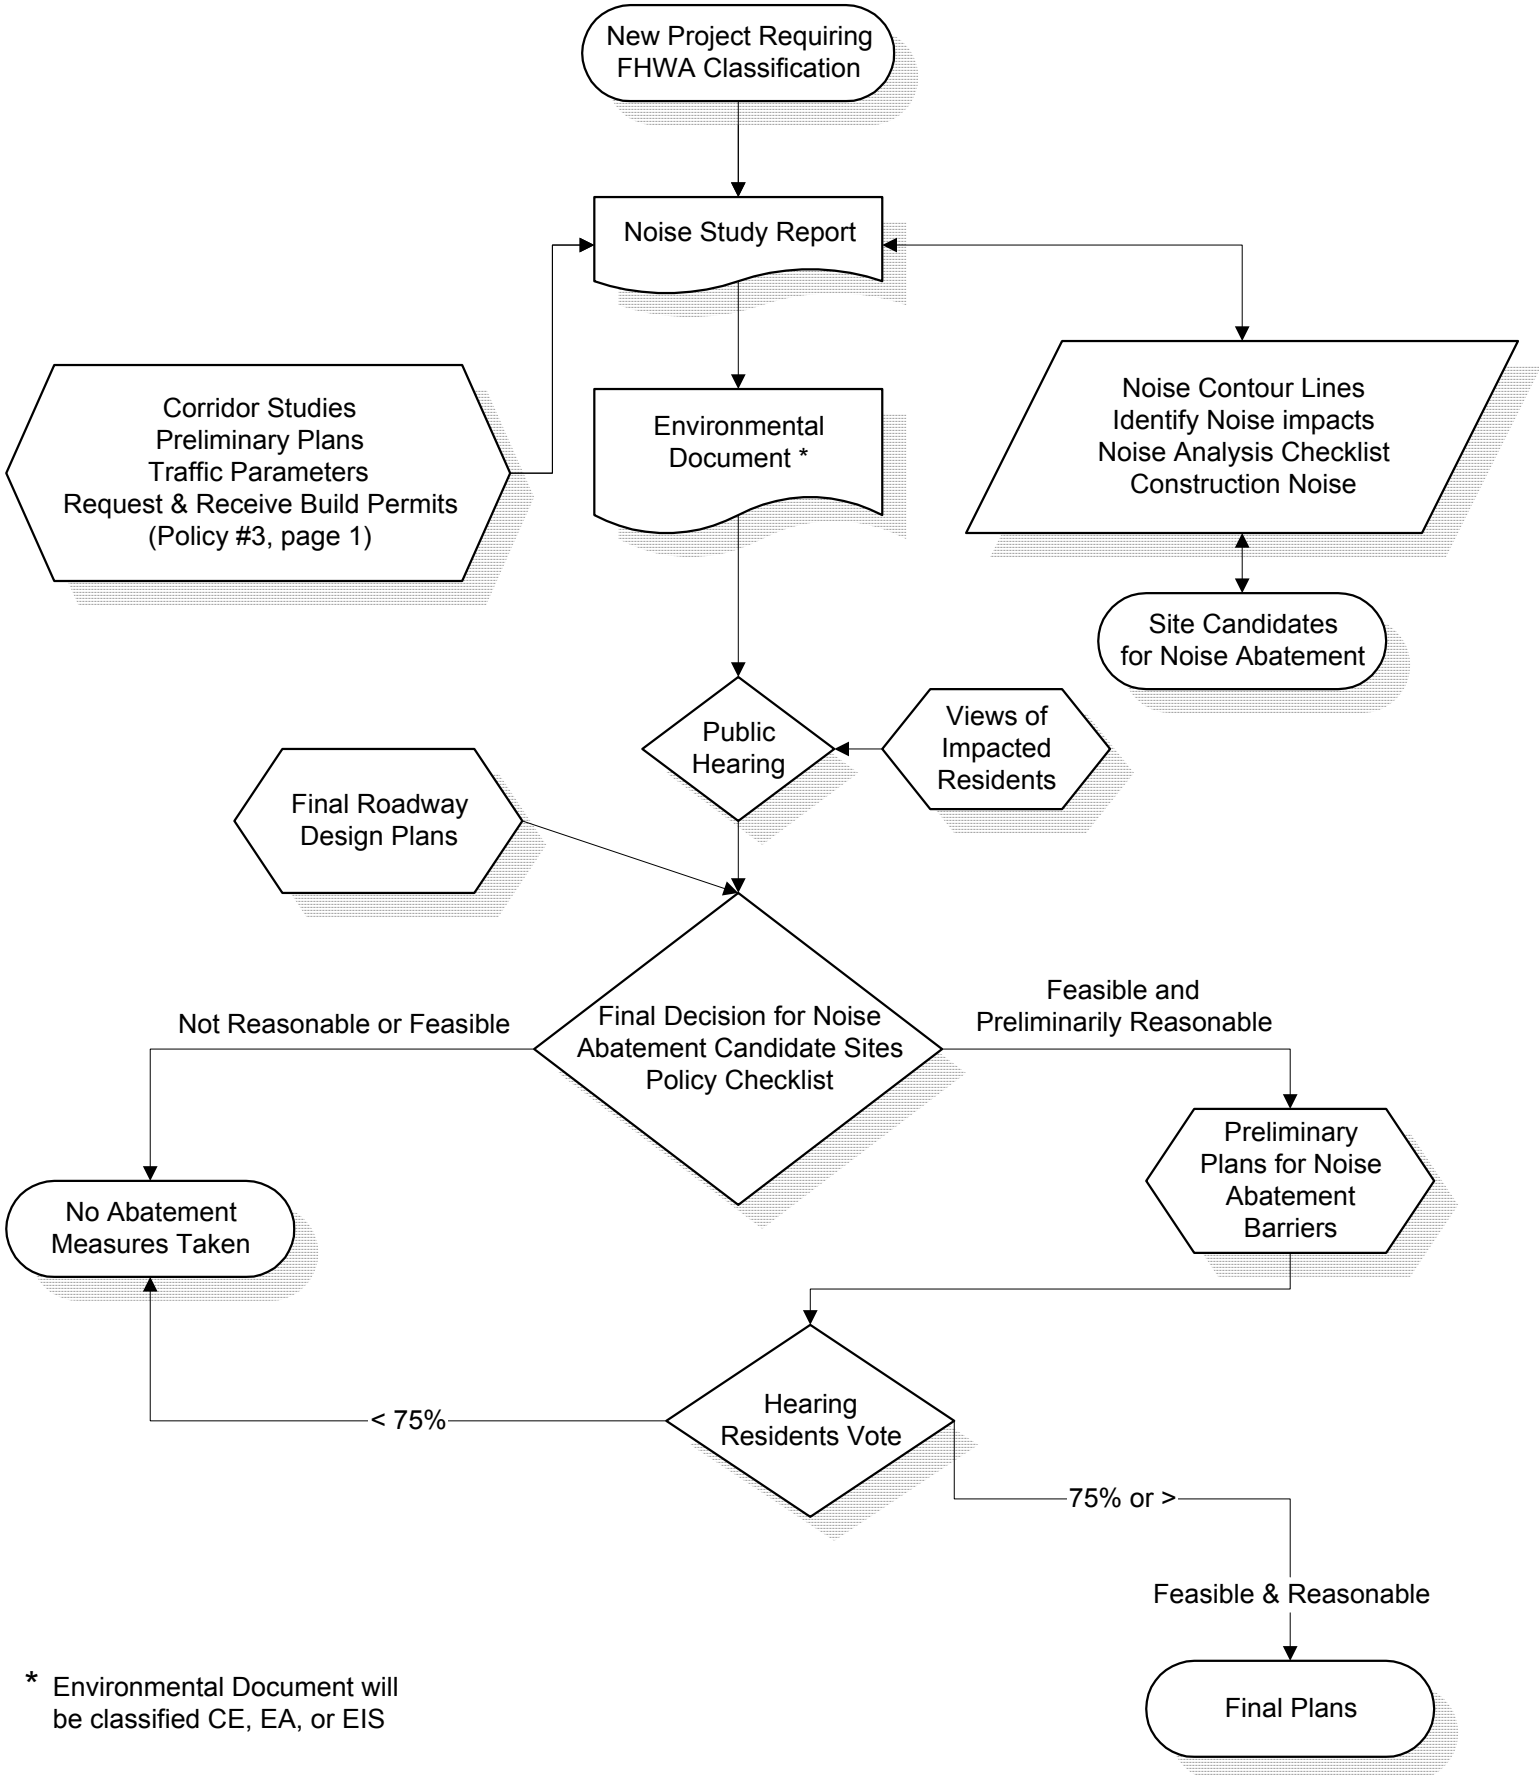 New Project Requiring
FHWA Classification
Noise Study Report
Corridor Studies
Preliminary Plans
Traffic Parameters
Request & Receive Build Permits
(Policy #3, page 1)
Environmental
Document *
Noise Contour Lines
Identify Noise impacts
Noise Analysis Checklist
Construction Noise
Site Candidates
for Noise Abatement
Public
Hearing
Views of
Impacted
Residents
Final Roadway
Design Plans
Final Decision for Noise
Abatement Candidate Sites
Policy Checklist
Not Reasonable or Feasible
Feasible and
Preliminarily Reasonable
No Abatement
Measures Taken
Preliminary
Plans for Noise
Abatement
Barriers
Hearing
Residents Vote
< 75%
75% or >
Feasible & Reasonable
Final Plans
* Environmental Document will
be classified CE, EA, or EIS